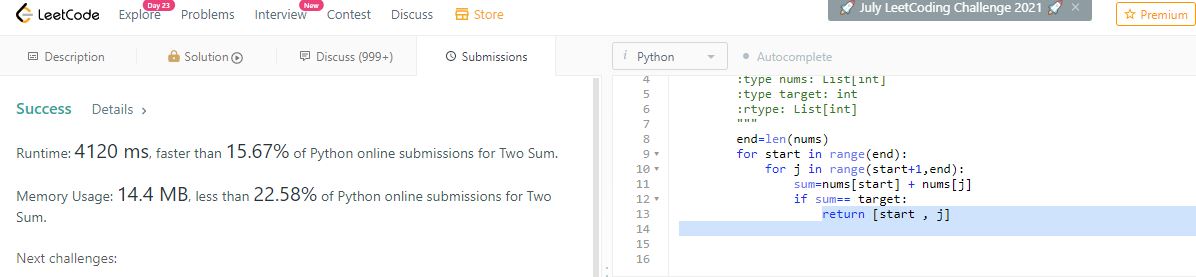 LeetCode Explore Day 23 Problems Interview New Contest Discuss Store 🚀 July LeetCoding Challenge 2021 🚀 × ☆ Premium
Description Solution Discuss (999+) Submissions i Python Autocomplete
Success Details >
Runtime: 4120 ms, faster than 15.67% of Python online submissions for Two Sum.
Memory Usage: 14.4 MB, less than 22.58% of Python online submissions for Two
Sum.
Next challenges:
4 :type nums: List[int]
5 :type target: int
6 :rtype: List[int]
7 """
8 end=len(nums)
9 for start in range(end):
10 for j in range(start+1,end):
11 sum=nums[start] + nums[j]
12 if sum== target:
13 return [start , j]
14
15
16